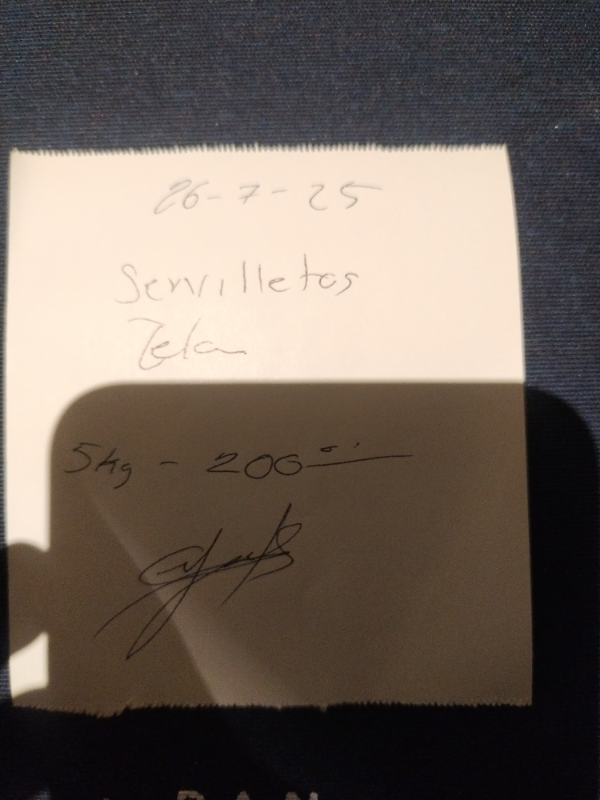 26-7-25
Servilletas
Tela
5kg - 200